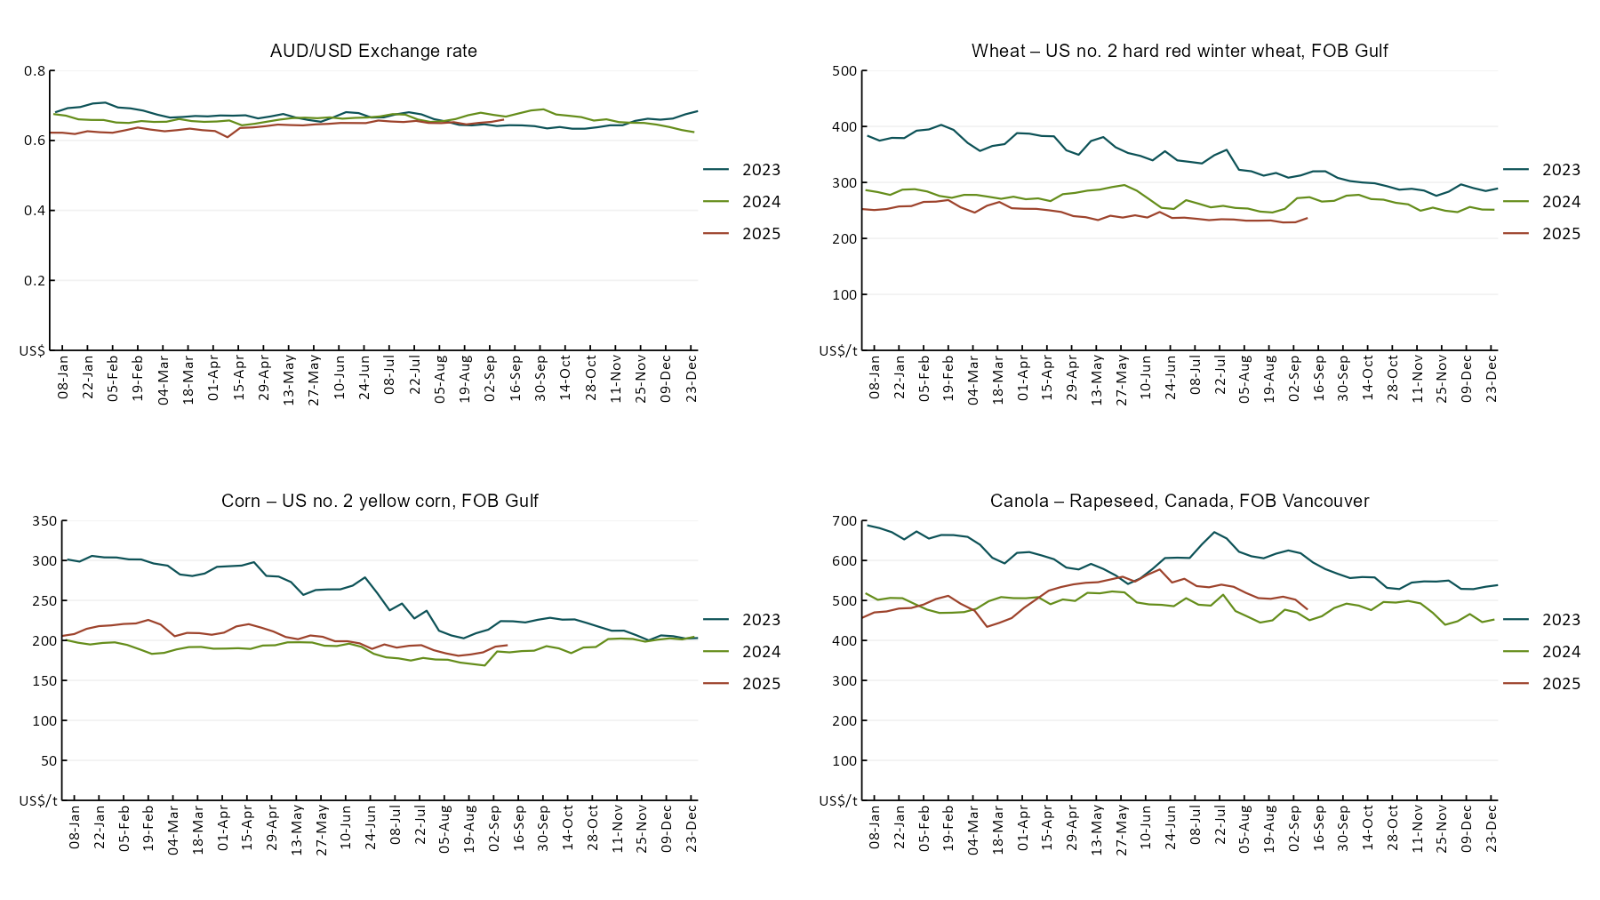 AUD/USD Exchange rate
0.8
0.6
0.4
0.2
US$
08-Jan 22-Jan 05-Feb 19-Feb 04-Mar 18-Mar 01-Apr 15-Apr 29-Apr 13-May 27-May 10-Jun 24-Jun 08-Jul 22-Jul 05-Aug 19-Aug 02-Sep 16-Sep 30-Sep 14-Oct 28-Oct 11-Nov 25-Nov 09-Dec 23-Dec
2023
2024
2025
Wheat – US no. 2 hard red winter wheat, FOB Gulf
500
400
300
200
100
US$/t
08-Jan 22-Jan 05-Feb 19-Feb 04-Mar 18-Mar 01-Apr 15-Apr 29-Apr 13-May 27-May 10-Jun 24-Jun 08-Jul 22-Jul 05-Aug 19-Aug 02-Sep 16-Sep 30-Sep 14-Oct 28-Oct 11-Nov 25-Nov 09-Dec 23-Dec
2023
2024
2025
Corn – US no. 2 yellow corn, FOB Gulf
350
300
250
200
150
100
50
US$/t
08-Jan 22-Jan 05-Feb 19-Feb 04-Mar 18-Mar 01-Apr 15-Apr 29-Apr 13-May 27-May 10-Jun 24-Jun 08-Jul 22-Jul 05-Aug 19-Aug 02-Sep 16-Sep 30-Sep 14-Oct 28-Oct 11-Nov 25-Nov 09-Dec 23-Dec
2023
2024
2025
Canola – Rapeseed, Canada, FOB Vancouver
700
600
500
400
300
200
100
US$/t
08-Jan 22-Jan 05-Feb 19-Feb 04-Mar 18-Mar 01-Apr 15-Apr 29-Apr 13-May 27-May 10-Jun 24-Jun 08-Jul 22-Jul 05-Aug 19-Aug 02-Sep 16-Sep 30-Sep 14-Oct 28-Oct 11-Nov 25-Nov 09-Dec 23-Dec
2023
2024
2025